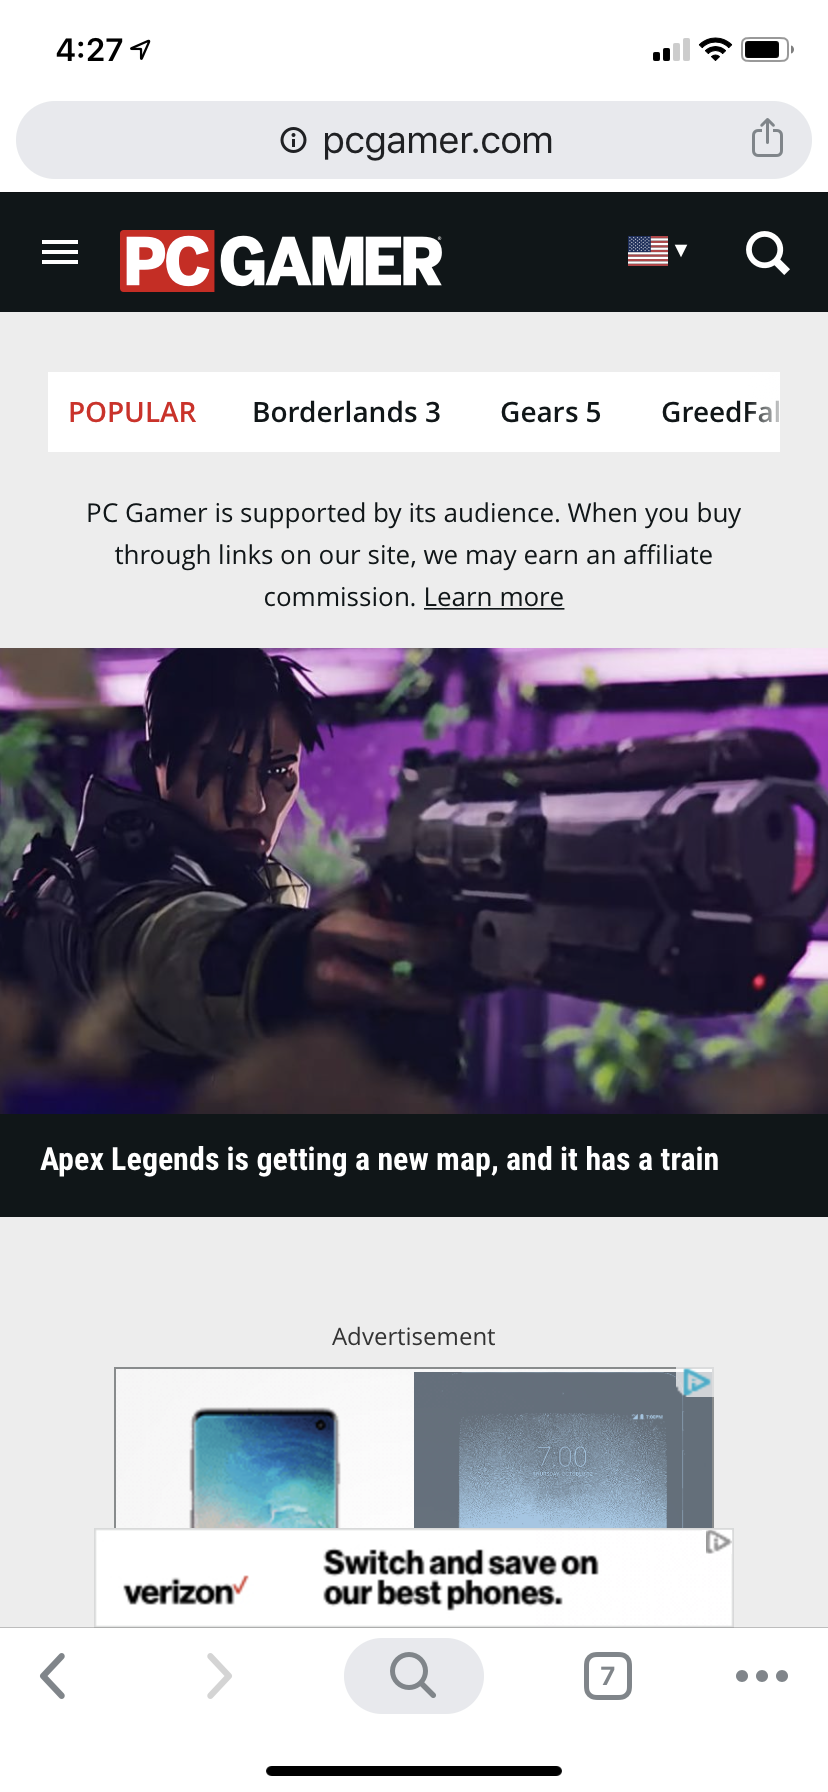 4:27
pcgamer.com
PC GAMER
POPULAR Borderlands 3 Gears 5 GreedFal
PC Gamer is supported by its audience. When you buy
through links on our site, we may earn an affiliate
commission. Learn more
Apex Legends is getting a new map, and it has a train
Advertisement
7:00
verizon
Switch and save on
our best phones.
7